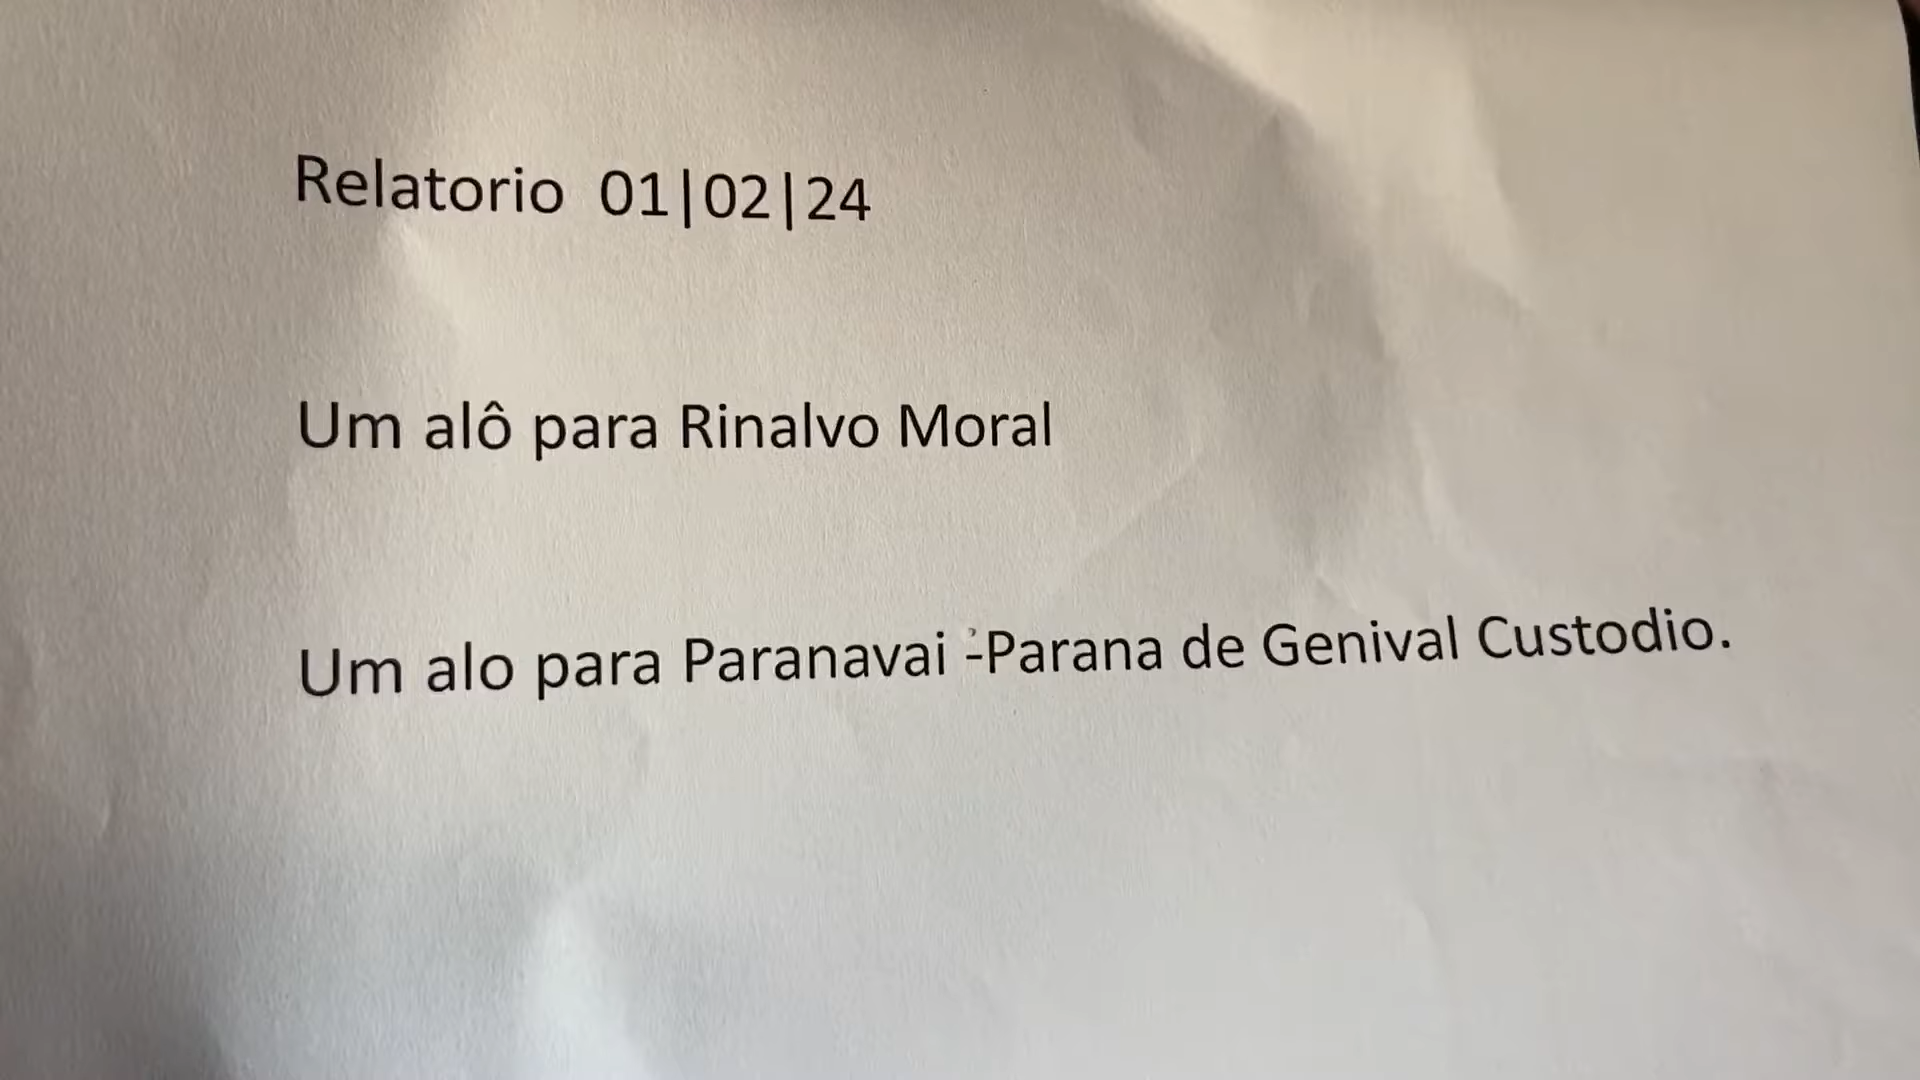 Relatorio 01|02|24
Um alô para Rinalvo Moral
Um alo para Paranavai -Parana de Genival Custodio.